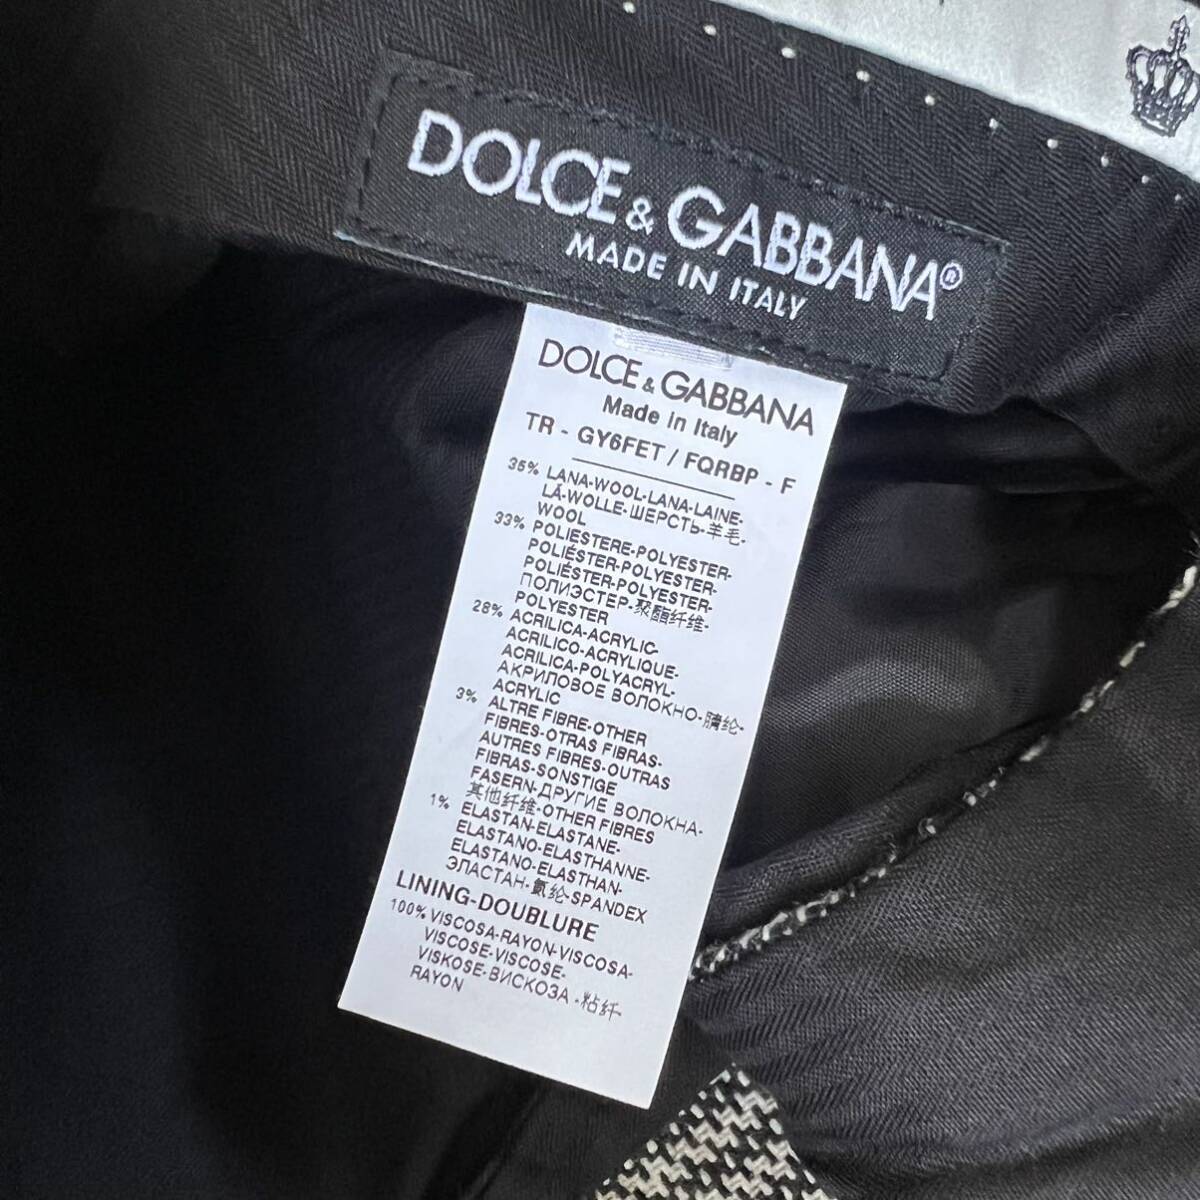 DOLCE & GABBANA®
MADE IN ITALY
DOLCE & GABBANA
Made in Italy
TR - GY6FET / FQRBP - F
35% LANA-WOOL-LANA-LAINE-
LÃ-WOLLE-ШЕРСТЬ-羊毛-
WOOL
33% POLIESTERE-POLYESTER-
POLIÉSTER-POLYESTER-
POLIÉSTER-POLYESTER-
ПОЛИЭСТЕР-聚酯纤维-
POLYESTER
28% ACRILICA-ACRYLIC-
ACRILICO-ACRYLIQUE-
ACRILICA-POLYACRYL-
АКРИЛОВОЕ ВОЛОКНО-腈纶-
ACRYLIC
3% ALTRE FIBRE-OTHER
FIBRES-OTRAS FIBRAS-
AUTRES FIBRES-OUTRAS
FIBRAS-SONSTIGE
FASERN-ДРУГИЕ ВОЛОКНА-
其他纤维-OTHER FIBRES
1% ELASTAN-ELASTANE-
ELASTANO-ELASTHANNE-
ELASTANO-ELASTHAN-
ЭЛАСТАН-氨纶-SPANDEX
LINING-DOUBLURE
100% VISCOSA-RAYON-VISCOSA-
VISCOSE-VISCOSE-
VISKOSE-ВИСКОЗА -粘纤-
RAYON